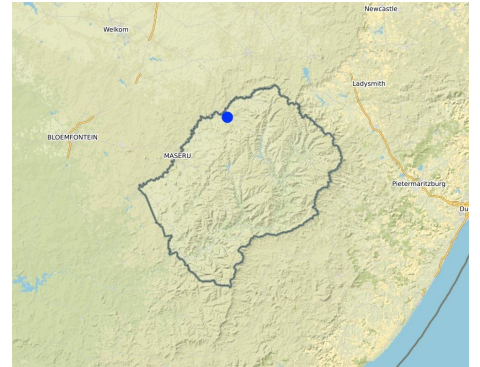 Newcastle
Welkom
Ladysmith
BLOEMFONTEIN
MASERU
Pietermaritzburg
Du